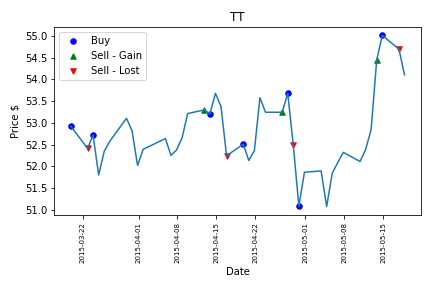 TT
Buy
Sell - Gain
Sell - Lost
Price $
55.0
54.5
54.0
53.5
53.0
52.5
52.0
51.5
51.0
2015-03-22
2015-04-01
2015-04-08
2015-04-15
2015-04-22
2015-05-01
2015-05-08
2015-05-15
Date